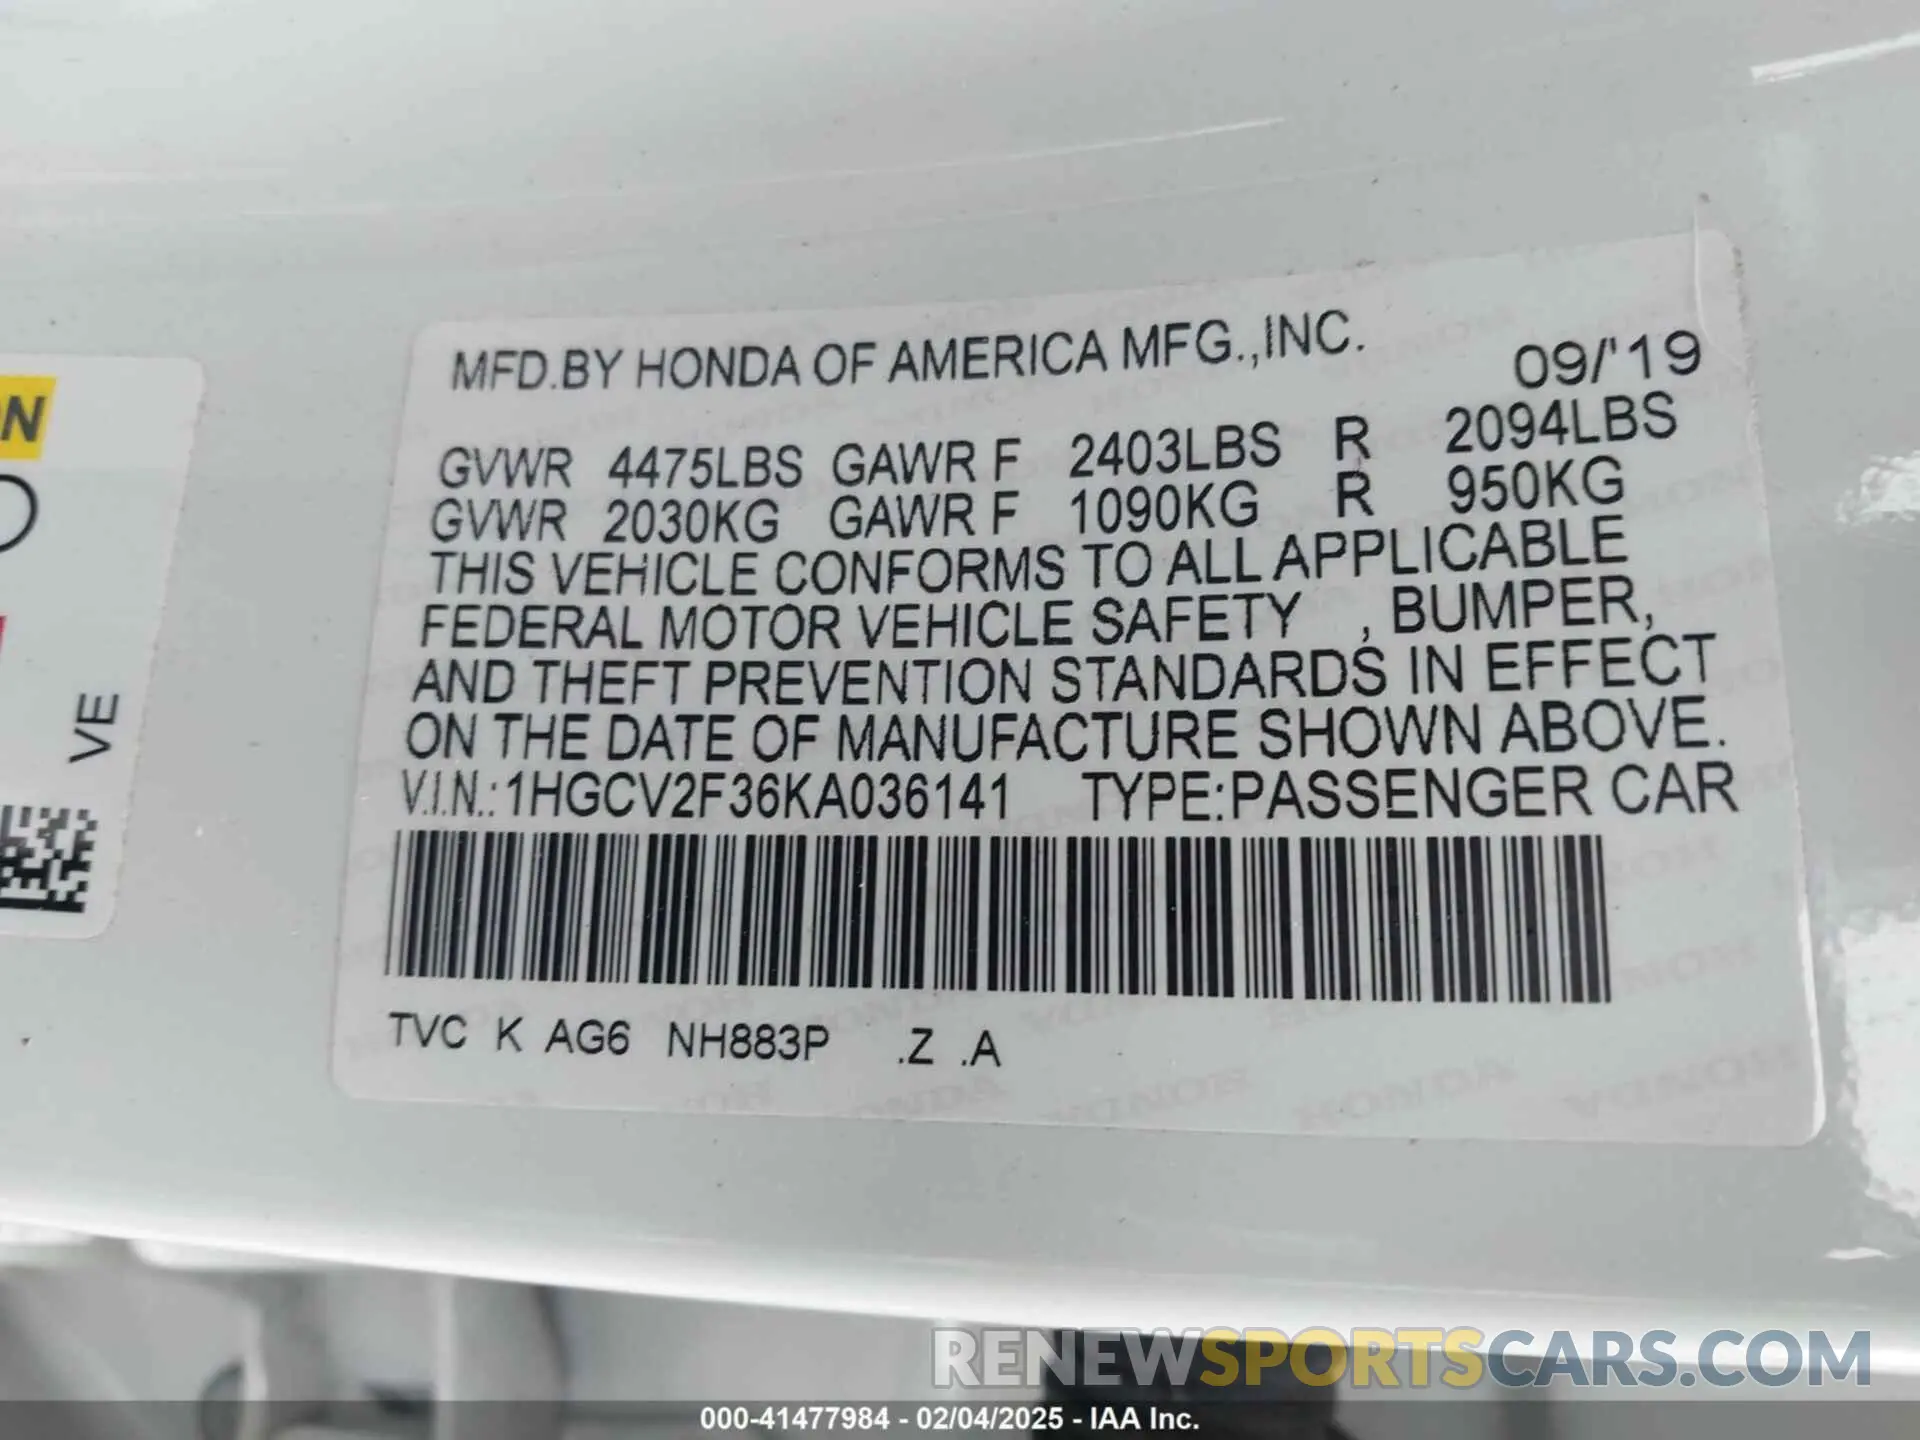 MFD.BY HONDA OF AMERICA MFG.,INC. 09/'19
GVWR 4475LBS GAWR F 2403LBS R 2094LBS
GVWR 2030KG GAWR F 1090KG R 950KG
THIS VEHICLE CONFORMS TO ALL APPLICABLE
FEDERAL MOTOR VEHICLE SAFETY , BUMPER,
AND THEFT PREVENTION STANDARDS IN EFFECT
ON THE DATE OF MANUFACTURE SHOWN ABOVE.
V.I.N.:1HGCV2F36KA036141 TYPE:PASSENGER CAR
TVC K AG6 NH883P .Z .A
VE
RENEWSPORTSCARS.COM
000-41477984 - 02/04/2025 - IAA Inc.